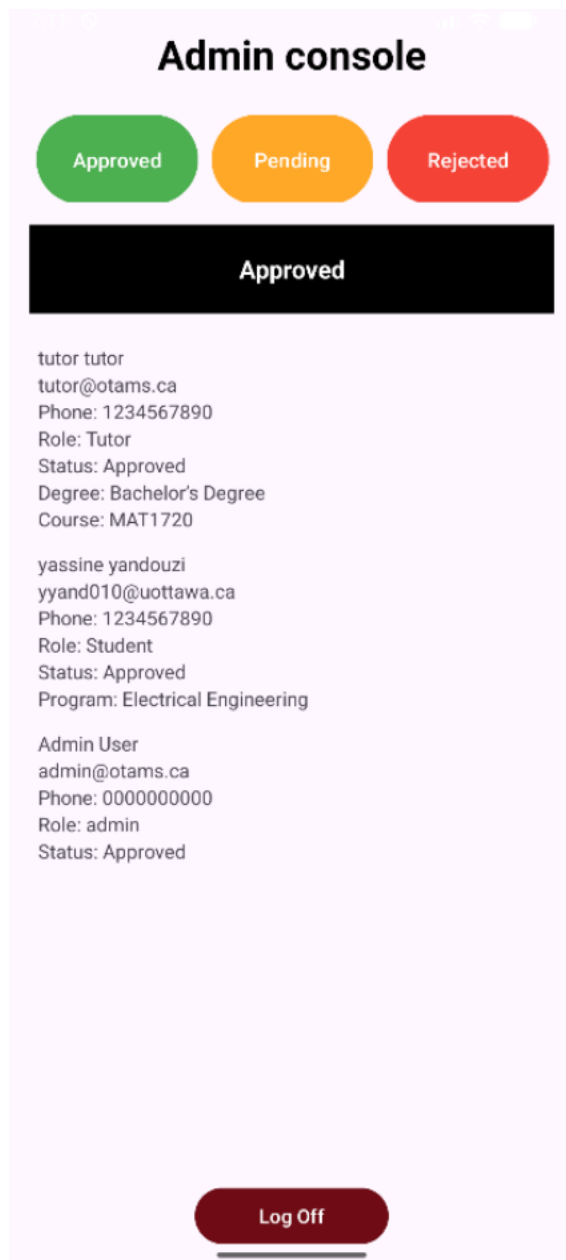 Admin console
Approved
Pending
Rejected
Approved
tutor tutor
tutor@otams.ca
Phone: 1234567890
Role: Tutor
Status: Approved
Degree: Bachelor's Degree
Course: MAT1720
yassine yandouzi
yyand010@uottawa.ca
Phone: 1234567890
Role: Student
Status: Approved
Program: Electrical Engineering
Admin User
admin@otams.ca
Phone: 0000000000
Role: admin
Status: Approved
Log Off